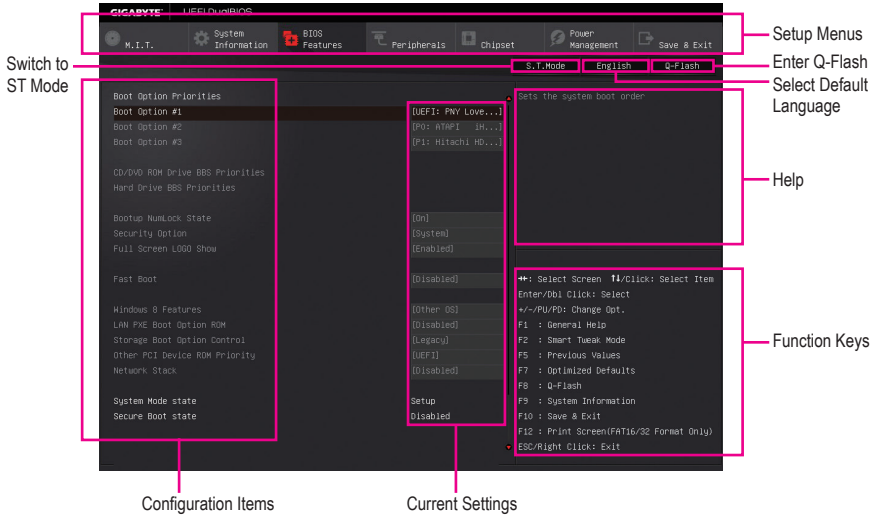 GIGABYTE UEFI DualBIOS
M.I.T.
System Information
BIOS Features
Peripherals
Chipset
Power Management
Save & Exit
Setup Menus
Switch to ST Mode
S.T.Mode English Q-Flash
Enter Q-Flash
Select Default Language
Boot Option Priorities
Boot Option #1 [UEFI: PNY Love...]
Boot Option #2 [P0: ATAPI iH...]
Boot Option #3 [P1: Hitachi HD...]
CD/DVD ROM Drive BBS Priorities
Hard Drive BBS Priorities
Bootup NumLock State [On]
Security Option [System]
Full Screen LOGO Show [Enabled]
Fast Boot [Disabled]
Windows 8 Features [Other OS]
LAN PXE Boot Option ROM [Disabled]
Storage Boot Option Control [Legacy]
Other PCI Device ROM Priority [UEFI]
Network Stack [Disabled]
System Mode state Setup
Secure Boot state Disabled
Sets the system boot order
Help
→←: Select Screen ↑↓/Click: Select Item
Enter/Dbl Click: Select
+/-/PU/PD: Change Opt.
F1 : General Help
F2 : Smart Tweak Mode
F5 : Previous Values
F7 : Optimized Defaults
F8 : Q-Flash
F9 : System Information
F10 : Save & Exit
F12 : Print Screen(FAT16/32 Format Only)
ESC/Right Click: Exit
Function Keys
Configuration Items
Current Settings